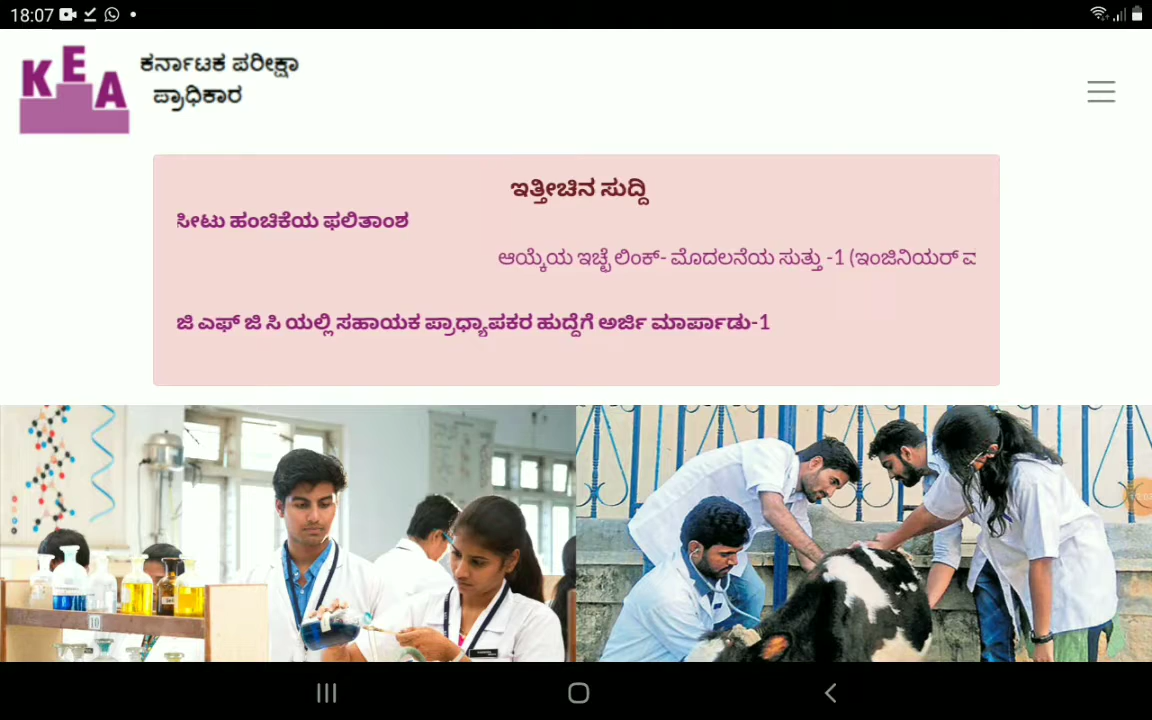 18:07
KEA
ಕರ್ನಾಟಕ ಪರೀಕ್ಷಾ
ಪ್ರಾಧಿಕಾರ
ಇತ್ತೀಚಿನ ಸುದ್ದಿ
ಸೀಟು ಹಂಚಿಕೆಯ ಫಲಿತಾಂಶ
ಆಯ್ಕೆಯ ಇಚ್ಛೆ ಲಿಂಕ್- ಮೊದಲನೆಯ ಸುತ್ತು -1 (ಇಂಜಿನಿಯರ್
ಜಿ ಎಫ್ ಜಿ ಸಿ ಯಲ್ಲಿ ಸಹಾಯಕ ಪ್ರಾಧ್ಯಾಪಕರ ಹುದ್ದೆಗೆ ಅರ್ಜಿ ಮಾರ್ಪಾಡು-1
10